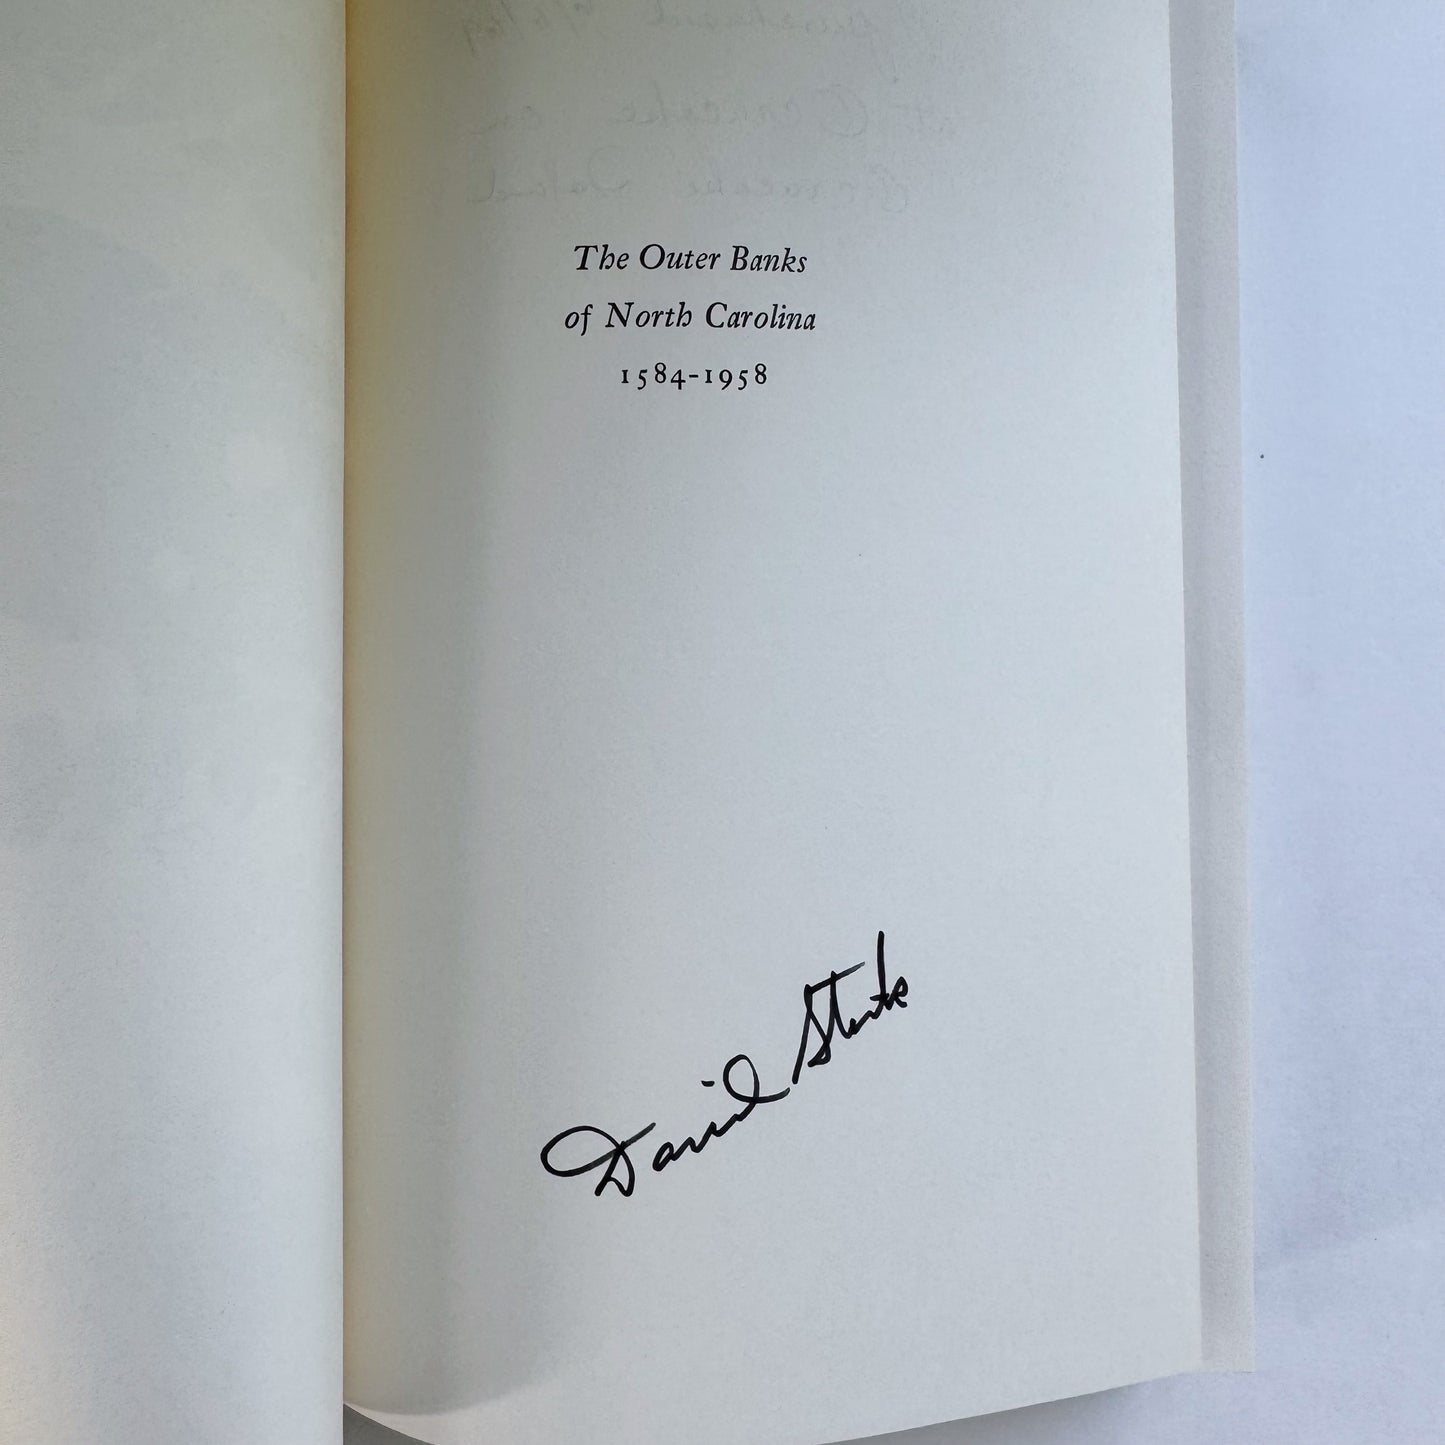 The Outer Banks
of North Carolina
1584-1958
David Stick